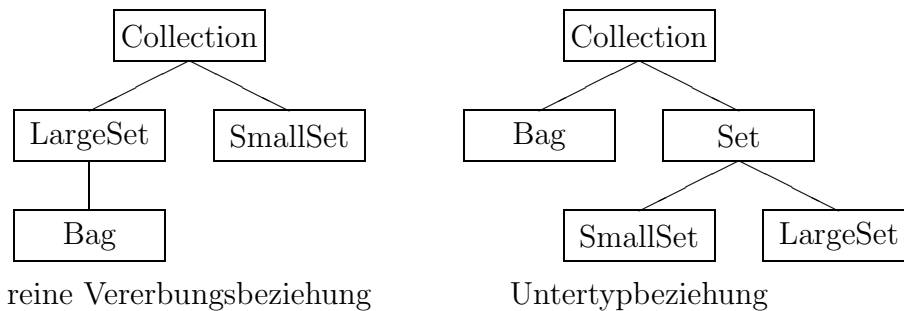 Collection
LargeSet
SmallSet
Bag
reine Vererbungsbeziehung
Collection
Bag
Set
SmallSet
LargeSet
Untertypbeziehung